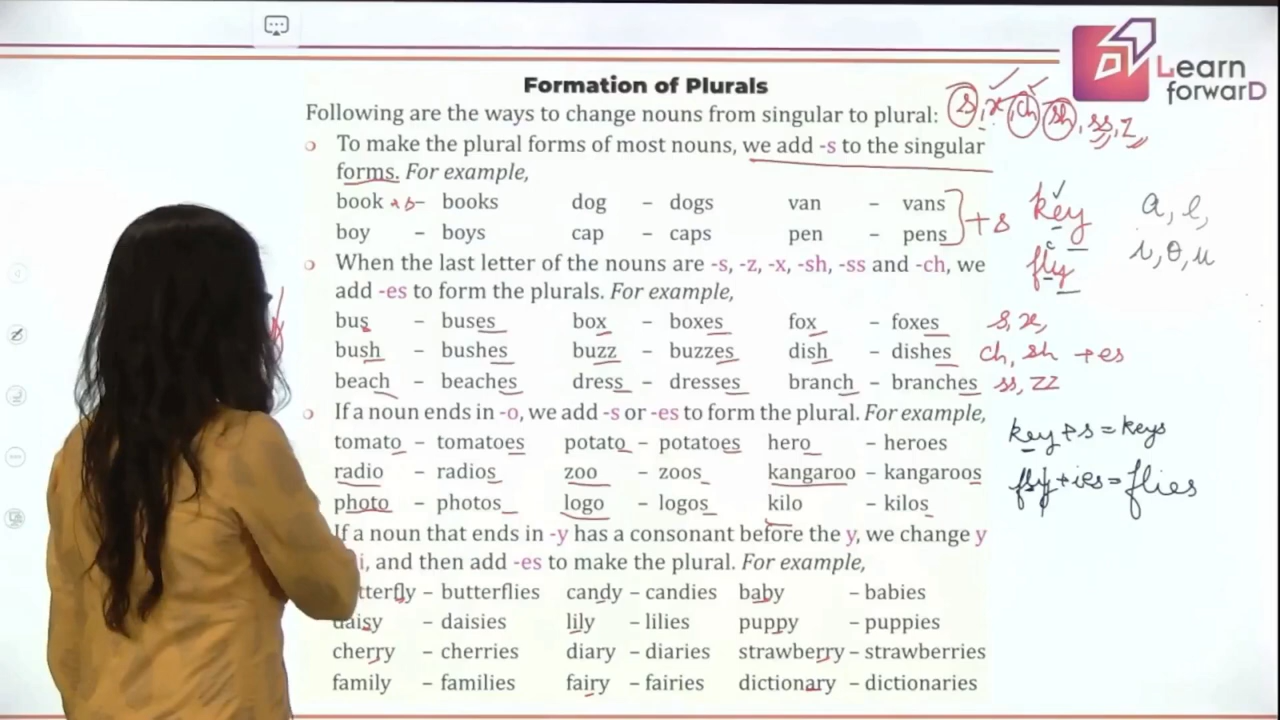 Learn
forwarD
Formation of Plurals
Following are the ways to change nouns from singular to plural: s, x, ch, sh, ss, z,
To make the plural forms of most nouns, we add -s to the singular
forms. For example,
book +s – books dog – dogs van – vans
boy – boys cap – caps pen – pens
+s
key a, e,
fly c i, o, u
When the last letter of the nouns are -s, -z, -x, -sh, -ss and -ch, we
add -es to form the plurals. For example,
bus – buses box – boxes fox – foxes s, x,
bush – bushes buzz – buzzes dish – dishes ch, sh +es
beach – beaches dress – dresses branch – branches ss, zz
If a noun ends in -o, we add -s or -es to form the plural. For example,
tomato – tomatoes potato – potatoes hero – heroes key+s=keys
radio – radios zoo – zoos kangaroo – kangaroos fly+ies=flies
photo – photos logo – logos kilo – kilos
If a noun that ends in -y has a consonant before the y, we change y
i, and then add -es to make the plural. For example,
tterfly – butterflies candy – candies baby – babies
daisy – daisies lily – lilies puppy – puppies
cherry – cherries diary – diaries strawberry – strawberries
family – families fairy – fairies dictionary – dictionaries